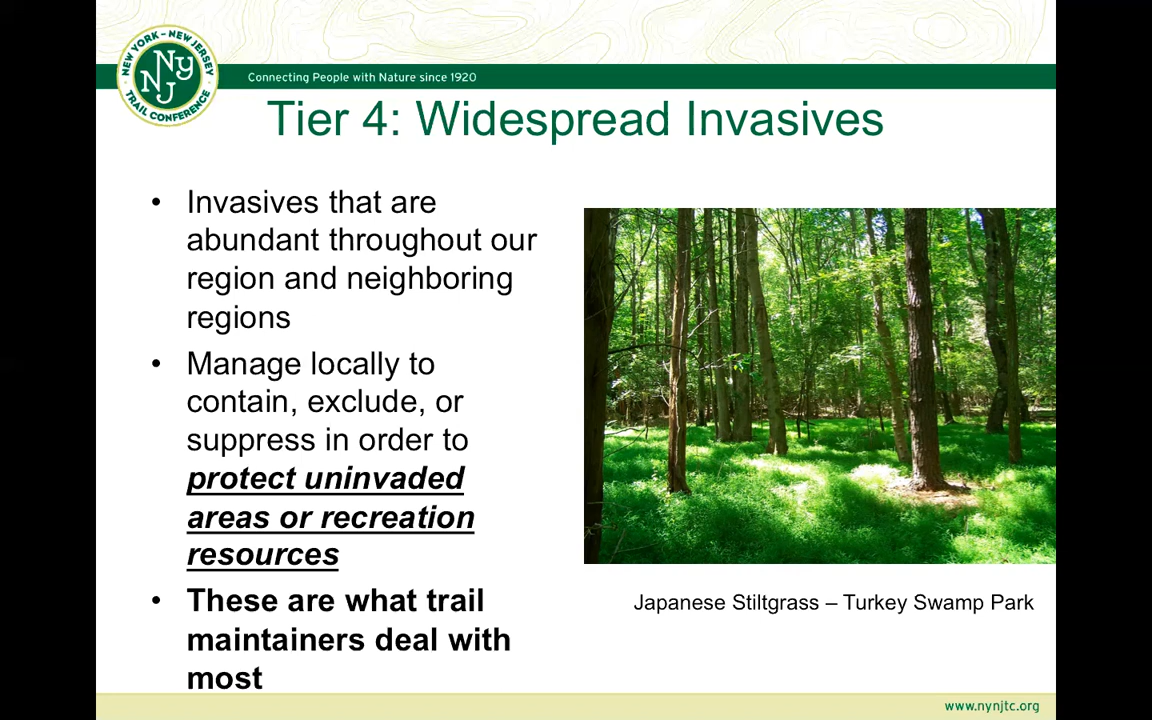 NEW YORK - NEW JERSEY
NY
NJ
TRAIL CONFERENCE
Connecting People with Nature since 1920
Tier 4: Widespread Invasives
• Invasives that are
abundant throughout our
region and neighboring
regions
• Manage locally to
contain, exclude, or
suppress in order to
protect uninvaded
areas or recreation
resources
• These are what trail
maintainers deal with
most
Japanese Stiltgrass – Turkey Swamp Park
www.nynjtc.org